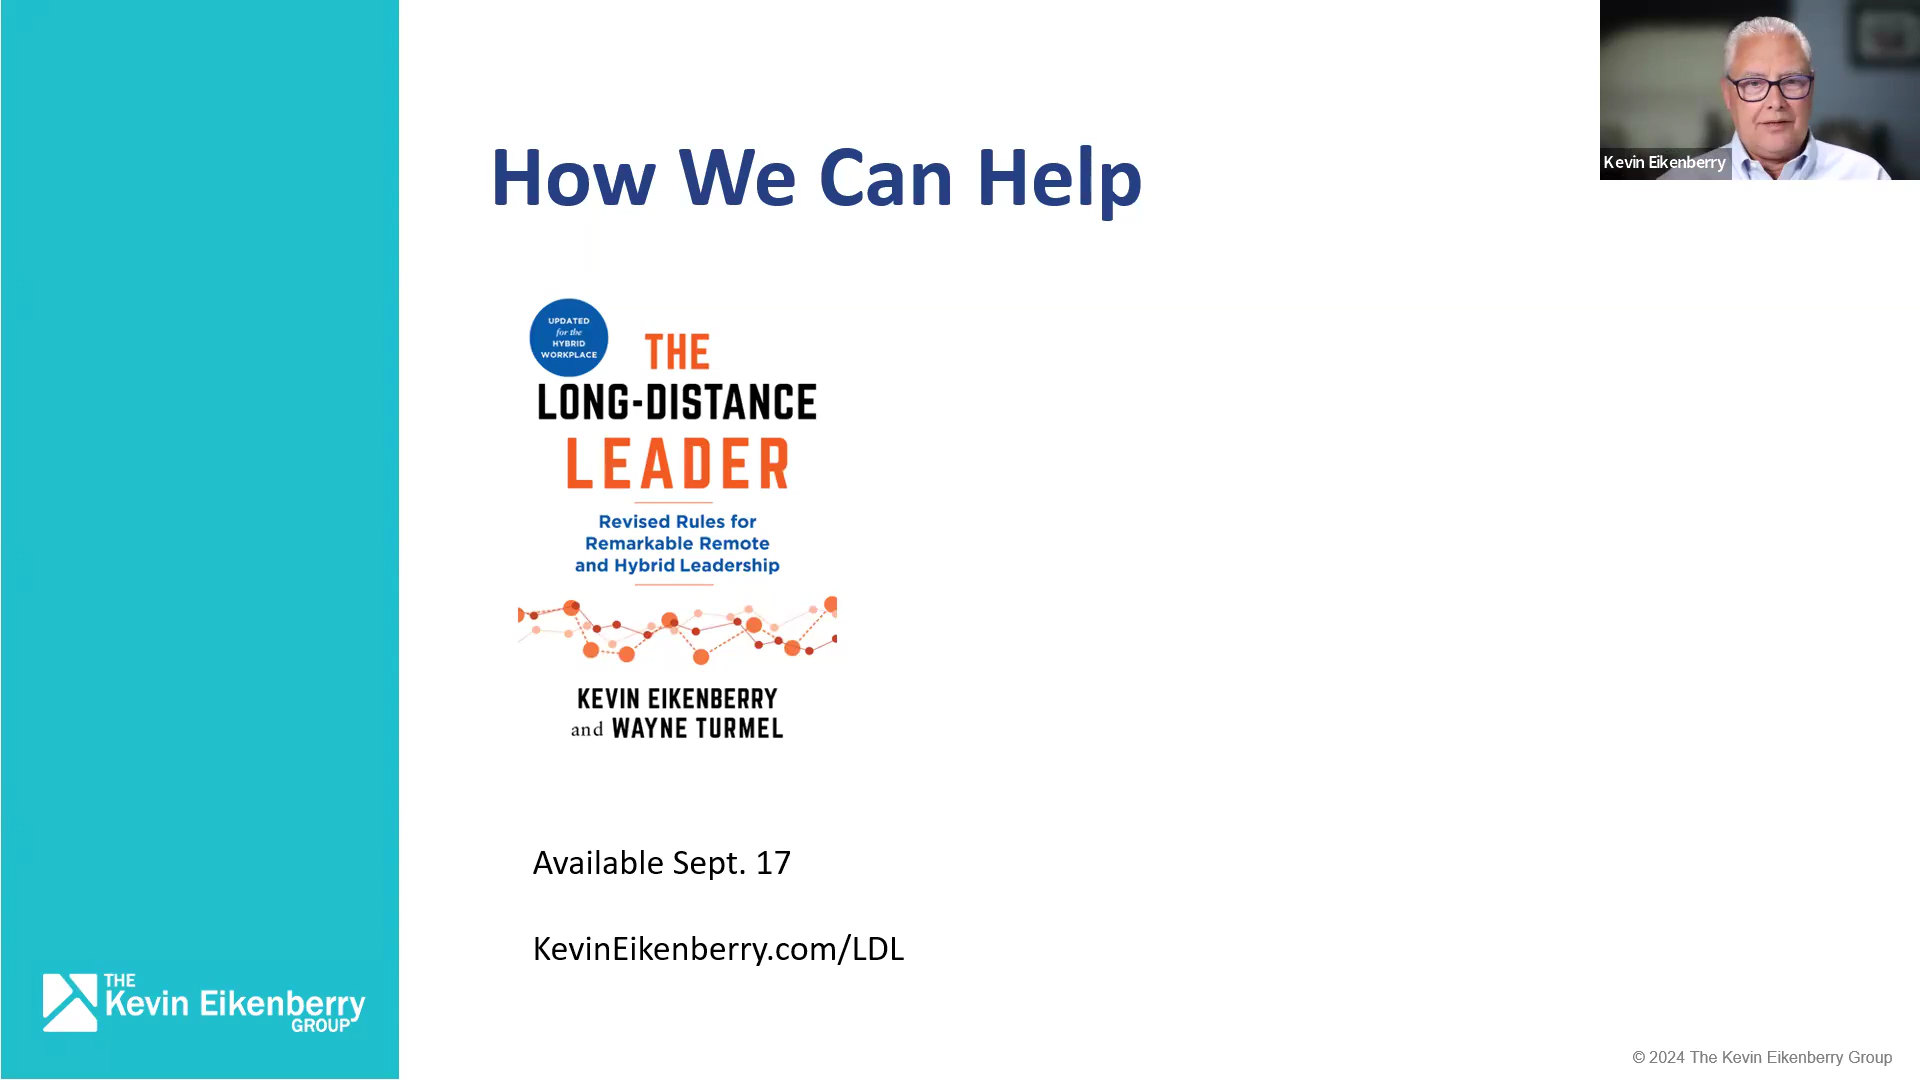 Kevin Eikenberry
How We Can Help
UPDATED
for the
HYBRID
WORKPLACE
THE
LONG-DISTANCE
LEADER
Revised Rules for
Remarkable Remote
and Hybrid Leadership
KEVIN EIKENBERRY
and WAYNE TURMEL
Available Sept. 17
KevinEikenberry.com/LDL
THE
Kevin Eikenberry
GROUP
© 2024 The Kevin Eikenberry Group